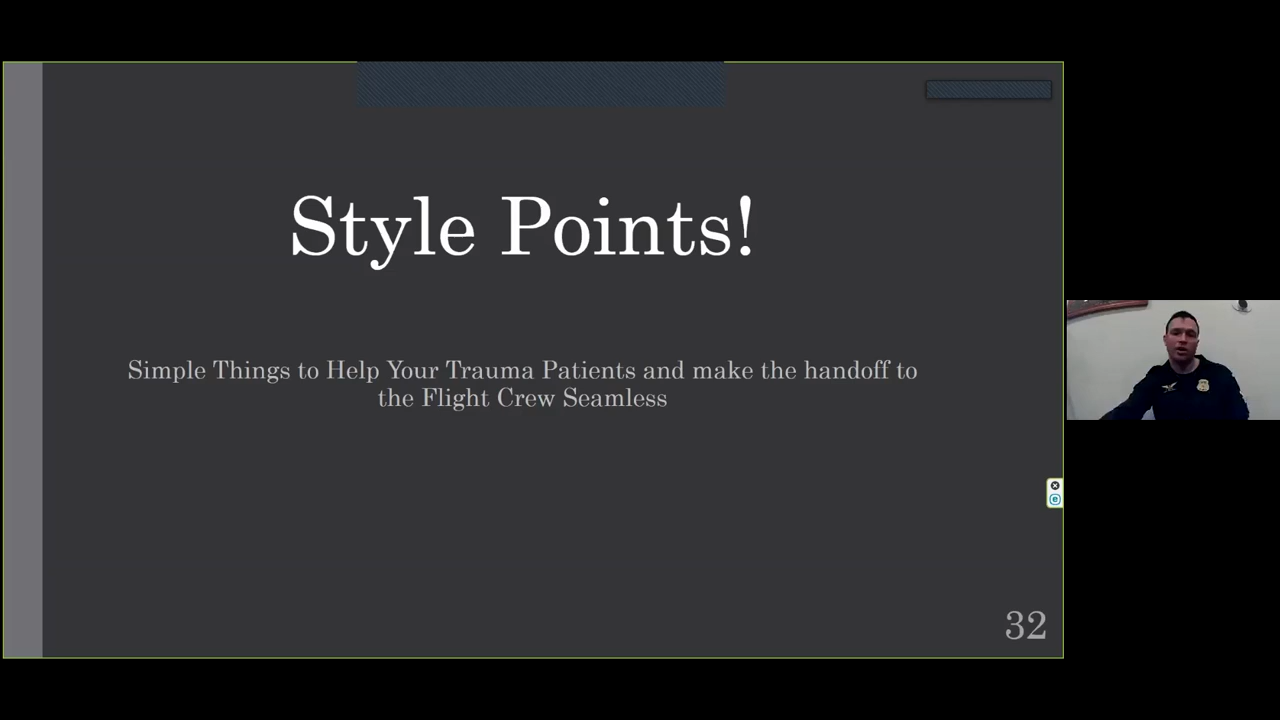 Style Points!
Simple Things to Help Your Trauma Patients and make the handoff to
the Flight Crew Seamless
32